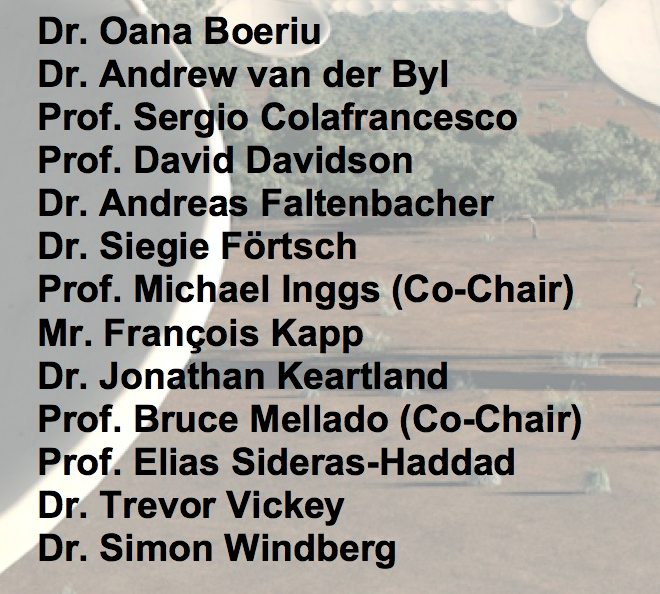 Dr. Oana Boeriu
Dr. Andrew van der Byl
Prof. Sergio Colafrancesco
Prof. David Davidson
Dr. Andreas Faltenbacher
Dr. Siegie Förtsch
Prof. Michael Inggs (Co-Chair)
Mr. François Kapp
Dr. Jonathan Keartland
Prof. Bruce Mellado (Co-Chair)
Prof. Elias Sideras-Haddad
Dr. Trevor Vickey
Dr. Simon Windberg